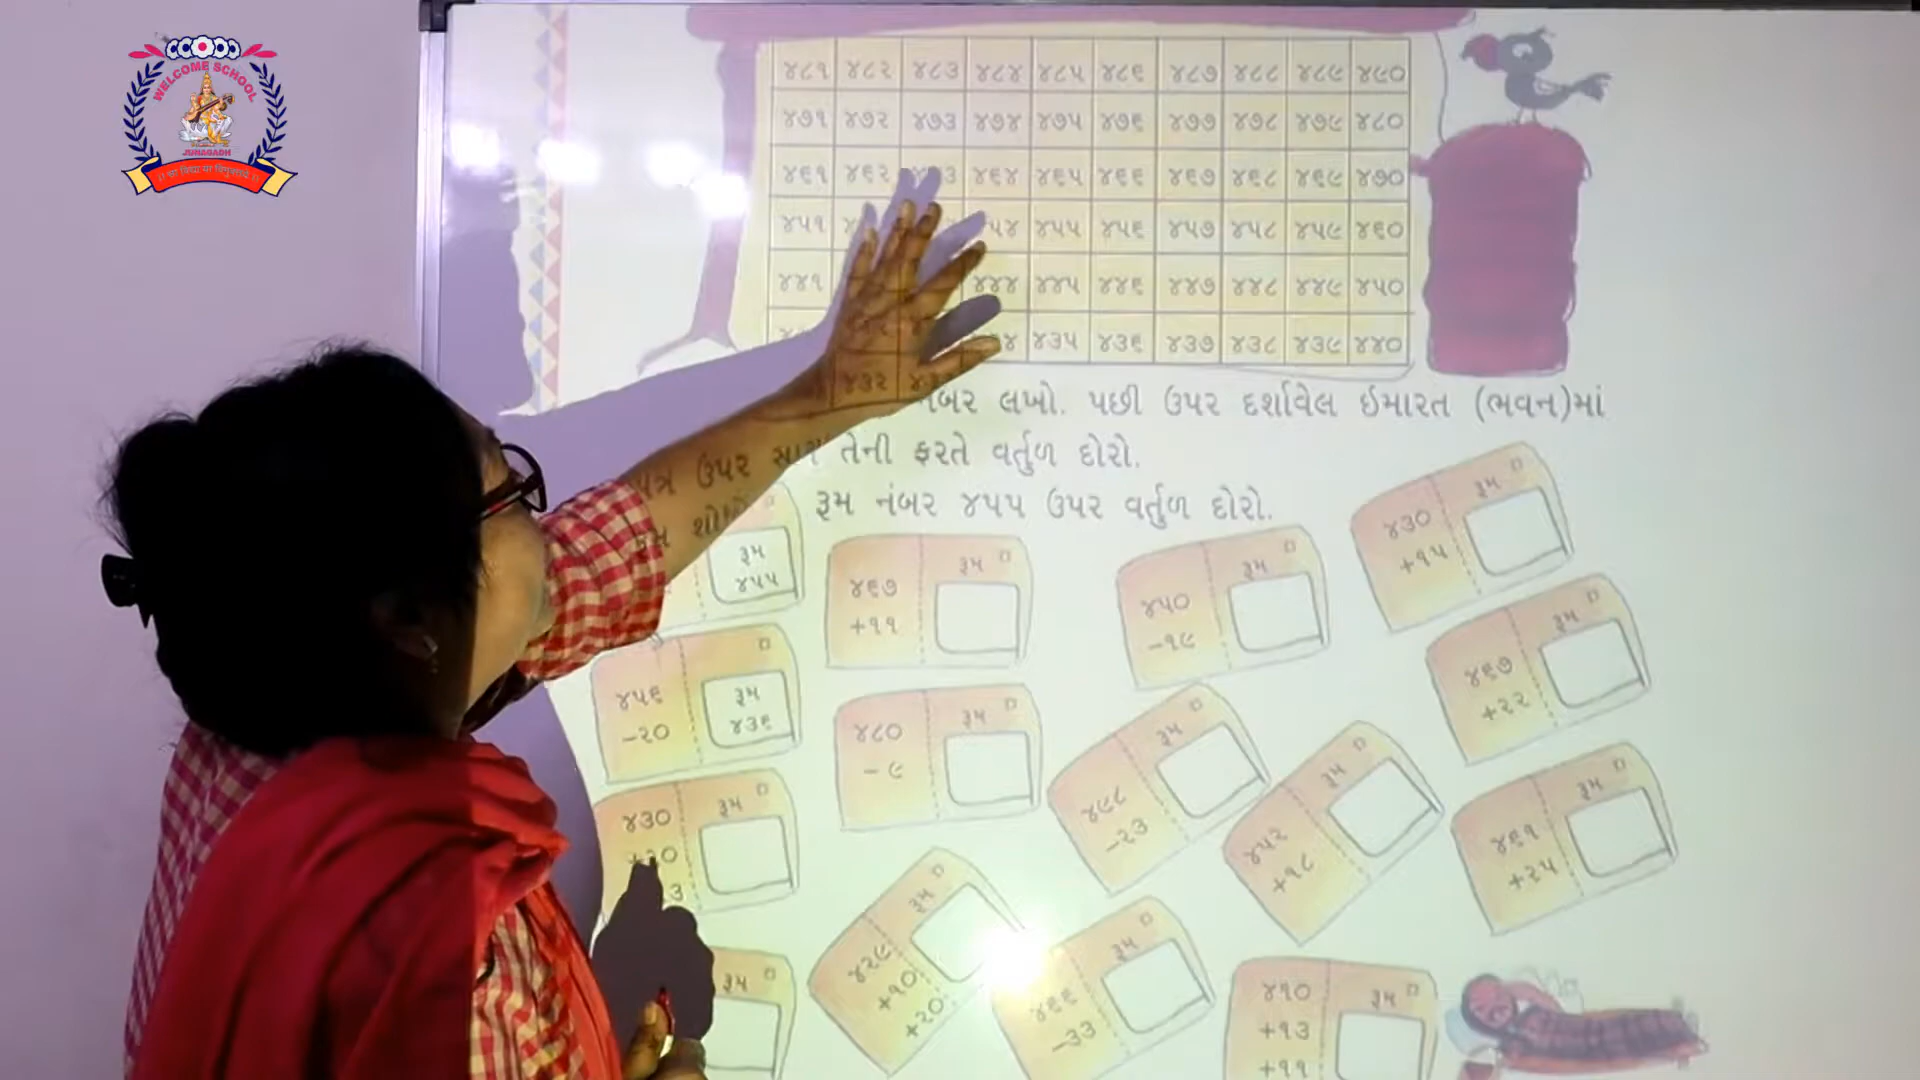 WELCOME SCHOOL
JUNAGADH
૪૮૧ ૪૮૨ ૪૮૩ ૪૮૪ ૪૮૫ ૪૮૬ ૪૮૭ ૪૮૮ ૪૮૯ ૪૯૦
૪૭૧ ૪૭૨ ૪૭૩ ૪૭૪ ૪૭૫ ૪૭૬ ૪૭૭ ૪૭૮ ૪૭૯ ૪૮૦
૪૬૧ ૪૬૨ ૪૬૪ ૪૬૫ ૪૬૬ ૪૬૭ ૪૬૮ ૪૬૯ ૪૭૦
૪૫૧ ૪૫૫ ૪૫૬ ૪૫૭ ૪૫૮ ૪૫૯ ૪૬૦
૪૪૧ ૪૪૪ ૪૪૫ ૪૪૬ ૪૪૭ ૪૪૮ ૪૪૯ ૪૫૦
૪૩૨ ૪૩૫ ૪૩૬ ૪૩૭ ૪૩૮ ૪૩૯ ૪૪૦
લખો. પછી ઉપર દર્શાવેલ ઈમારત (ભવન)માં
ઉપર તેની ફરતે વર્તુળ દોરો.
રૂમ નંબર ૪૫૫ ઉપર વર્તુળ દોરો.
રૂમ
૪૫૫
૪૬૭
+૧૧
રૂમ
૪૫૦
-૧૯
રૂમ
૪૩૦
+૧૫
રૂમ
૪૫૬
-૨૦
રૂમ
૪૩૬
૪૮૦
- ૯
રૂમ
૪૬૭
+૨૨
રૂમ
૪૩૦
રૂમ
૪૯૮
-૨૩
રૂમ
૪૫૨
+૧૮
રૂમ
૪૬૧
+૨૫
રૂમ
રૂમ
૪૨૯
+૧૦
+૨૦
રૂમ
૪૬૬
-૩૩
રૂમ
૪૧૦
+૧૩
+૧૧
રૂમ